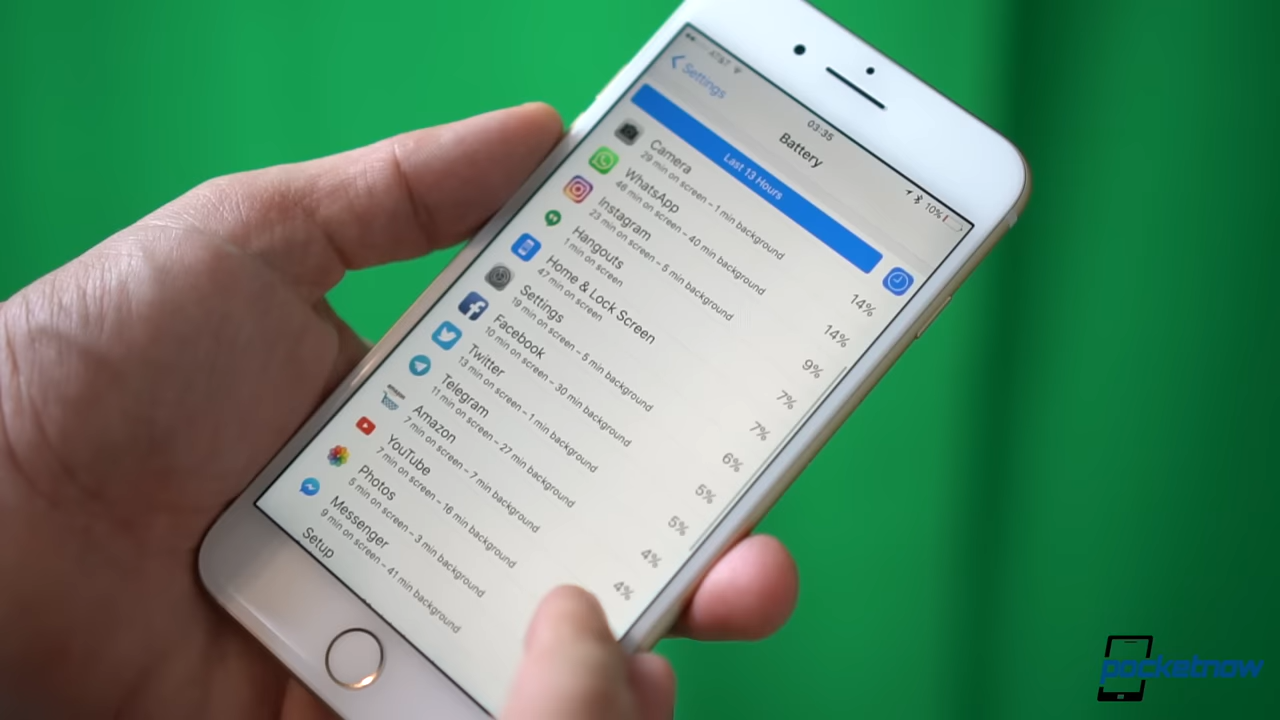 AT&T
03:35
10%
Settings
Battery
Last 13 Hours
Camera 14%
29 min on screen – 1 min background
WhatsApp 14%
46 min on screen – 40 min background
Instagram 9%
23 min on screen – 5 min background
Hangouts 7%
1 min on screen
Home & Lock Screen 7%
47 min on screen
Settings 6%
19 min on screen – 5 min background
Facebook 5%
10 min on screen – 30 min background
Twitter 5%
13 min on screen – 1 min background
Telegram 4%
11 min on screen – 27 min background
Amazon 4%
7 min on screen – 7 min background
YouTube
7 min on screen – 16 min background
Photos
5 min on screen – 3 min background
Messenger
9 min on screen – 41 min background
Setup
pocketnow